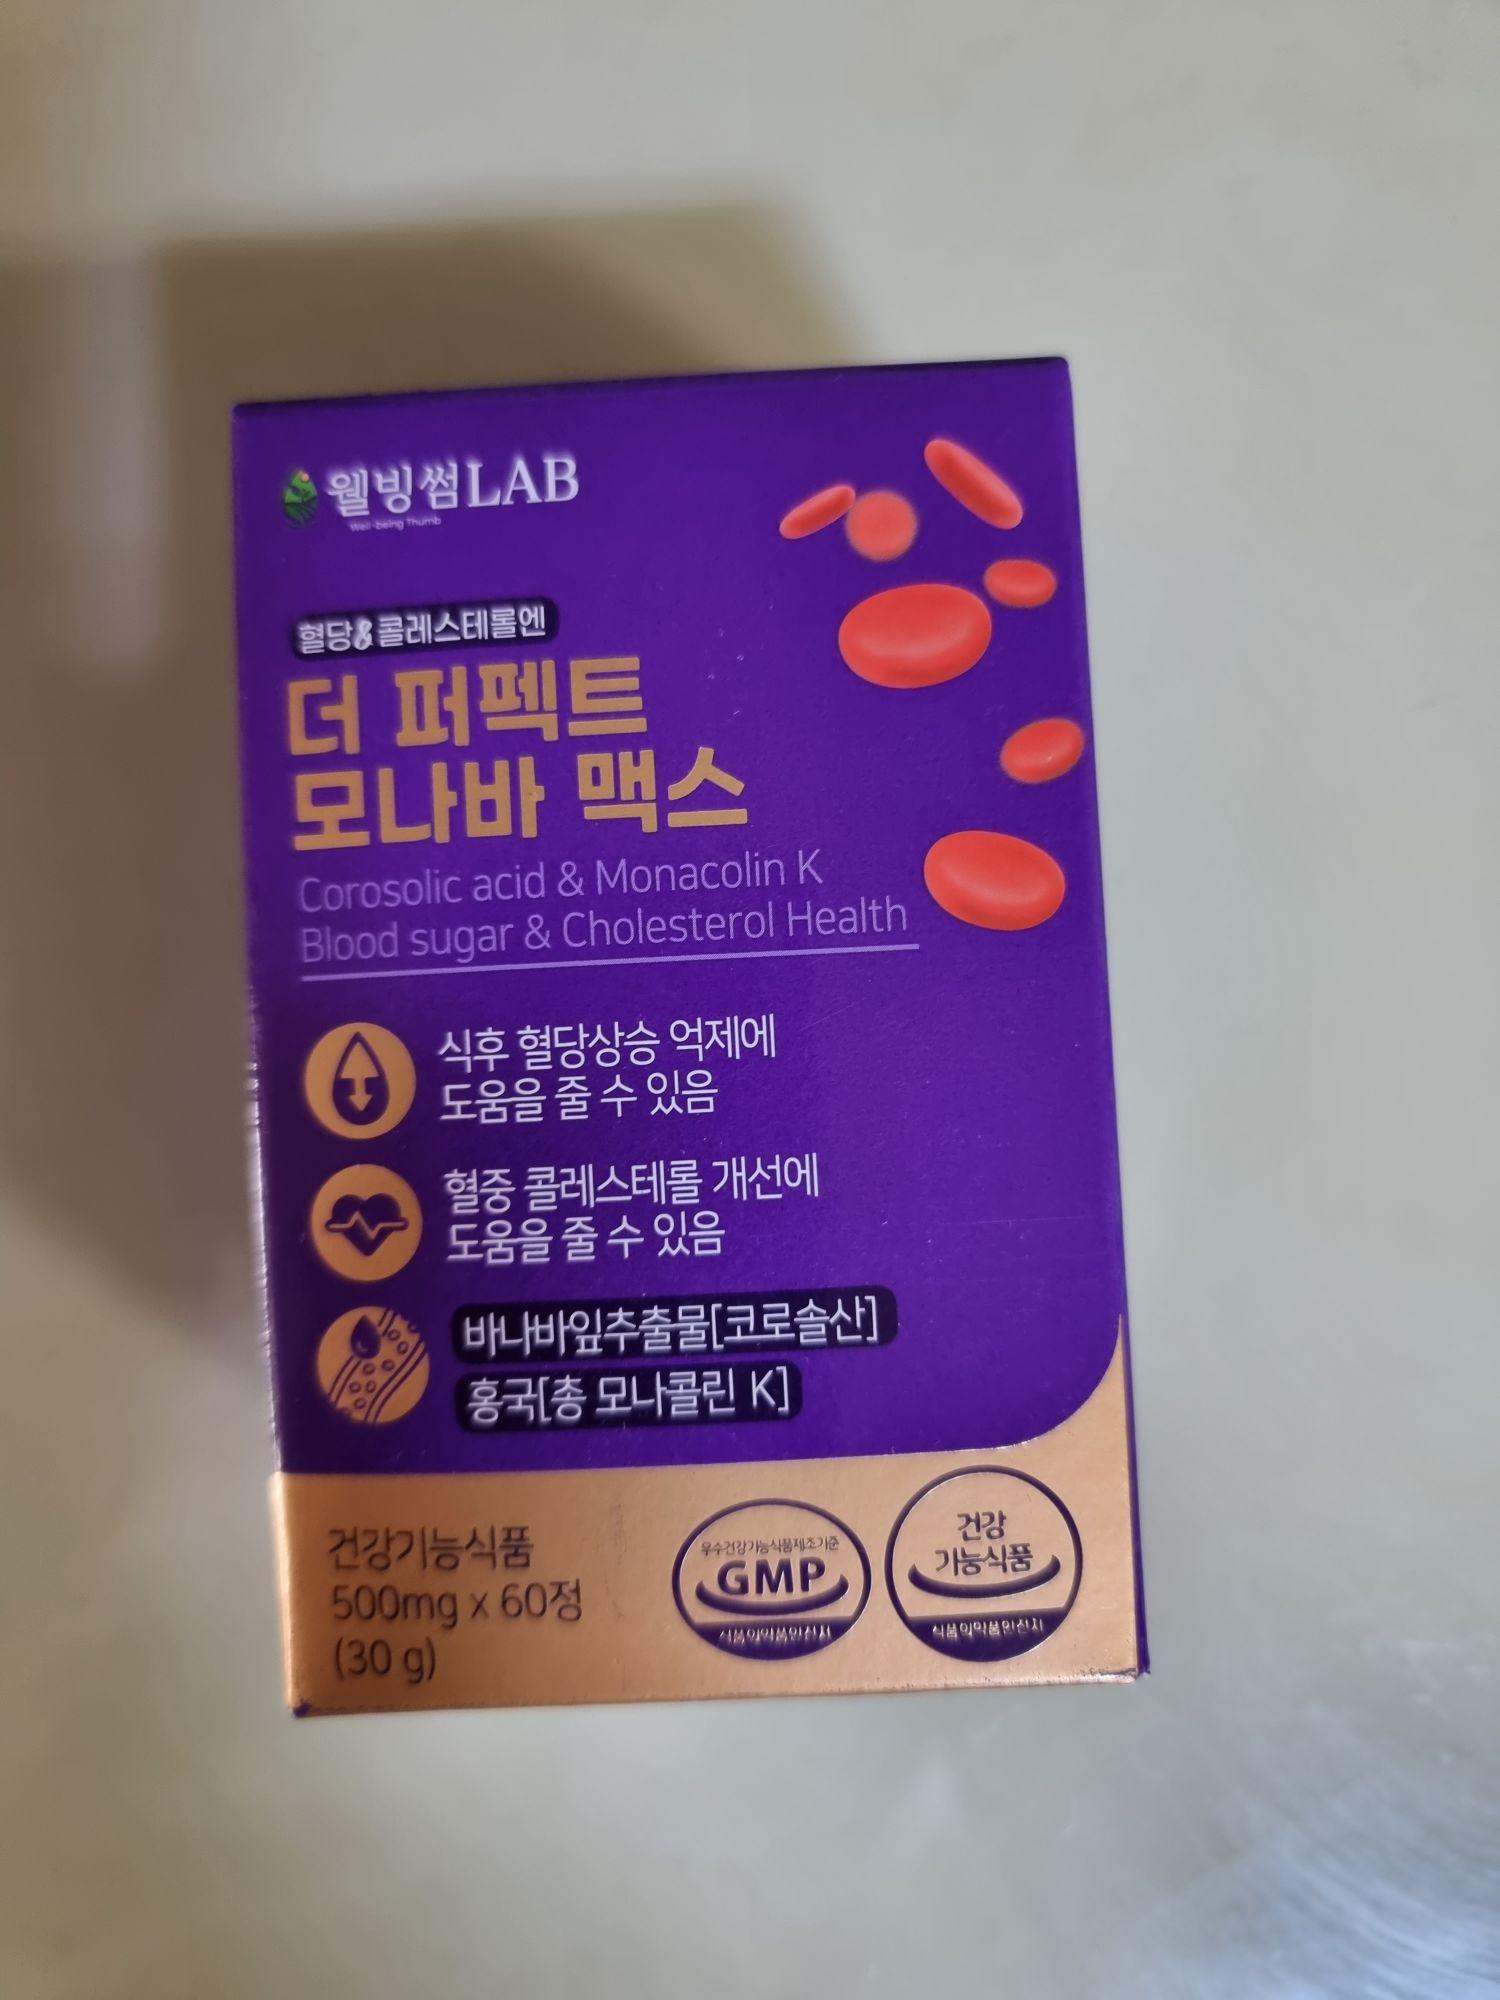 웰빙썸LAB
Well-being Thumb
혈당&콜레스테롤엔
더 퍼펙트
모나바 맥스
Corosolic acid & Monacolin K
Blood sugar & Cholesterol Health
식후 혈당상승 억제에
도움을 줄 수 있음
혈중 콜레스테롤 개선에
도움을 줄 수 있음
바나바잎추출물[코로솔산]
홍국[총 모나콜린 K]
건강기능식품
500mg x 60정
(30 g)
우수건강기능식품제조기준
GMP
식품의약품안전처
건강
기능식품
식품의약품안전처